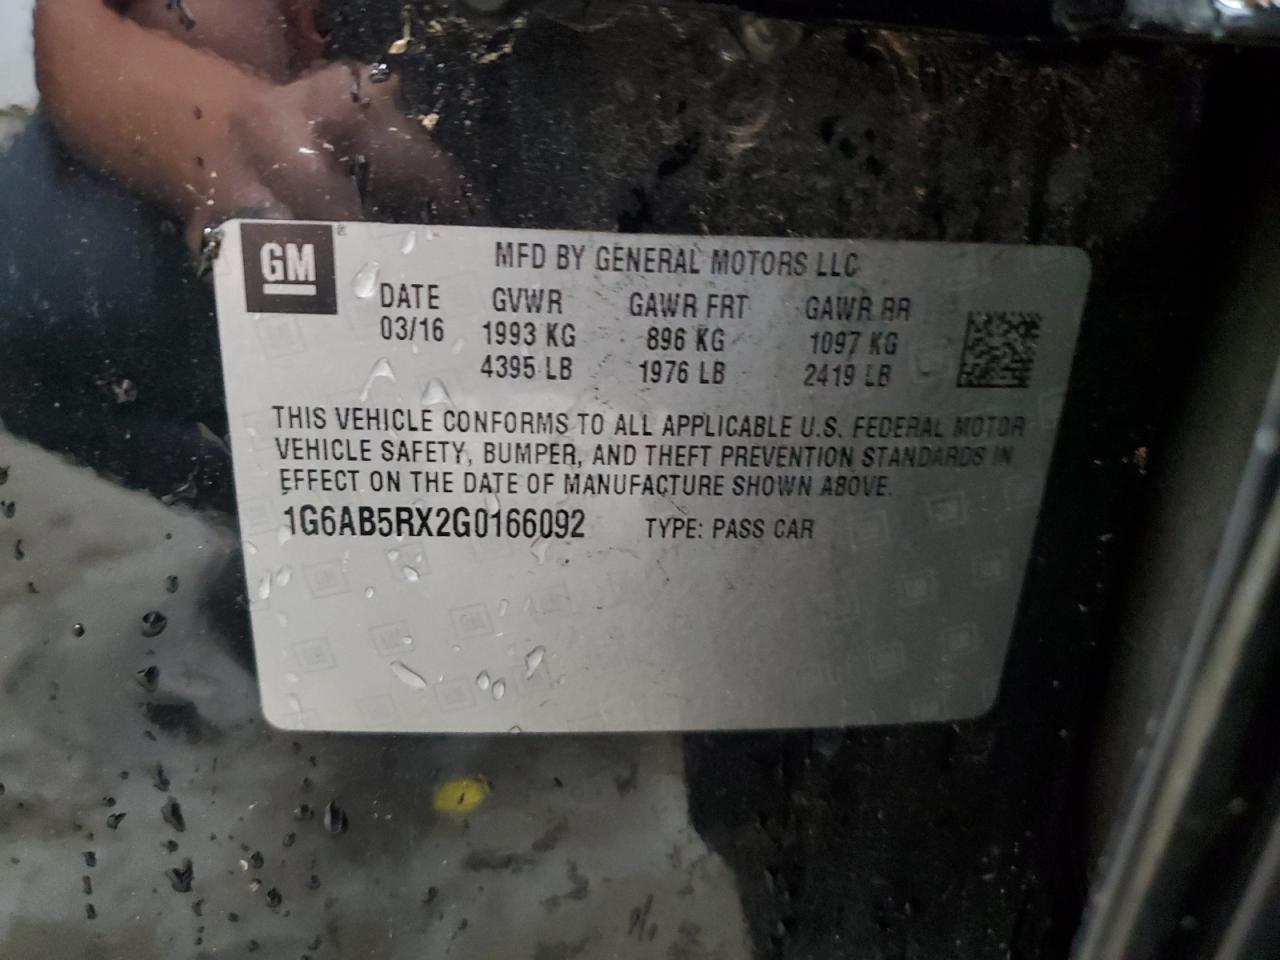 GM ®
MFD BY GENERAL MOTORS LLC
DATE GVWR GAWR FRT GAWR RR
03/16 1993 KG 896 KG 1097 KG
4395 LB 1976 LB 2419 LB
THIS VEHICLE CONFORMS TO ALL APPLICABLE U.S. FEDERAL MOTOR
VEHICLE SAFETY, BUMPER, AND THEFT PREVENTION STANDARDS IN
EFFECT ON THE DATE OF MANUFACTURE SHOWN ABOVE.
1G6AB5RX2G0166092 TYPE: PASS CAR